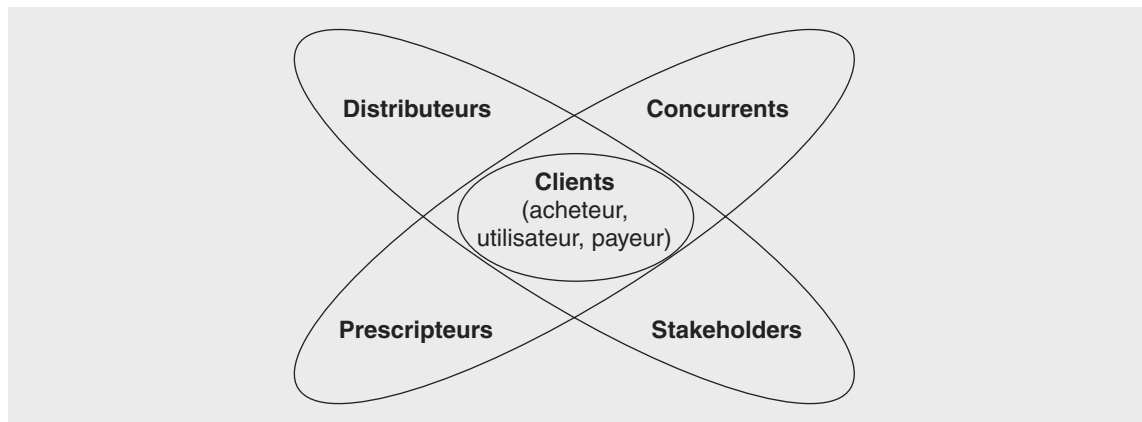 Distributeurs
Concurrents
Clients
(acheteur,
utilisateur, payeur)
Prescripteurs
Stakeholders